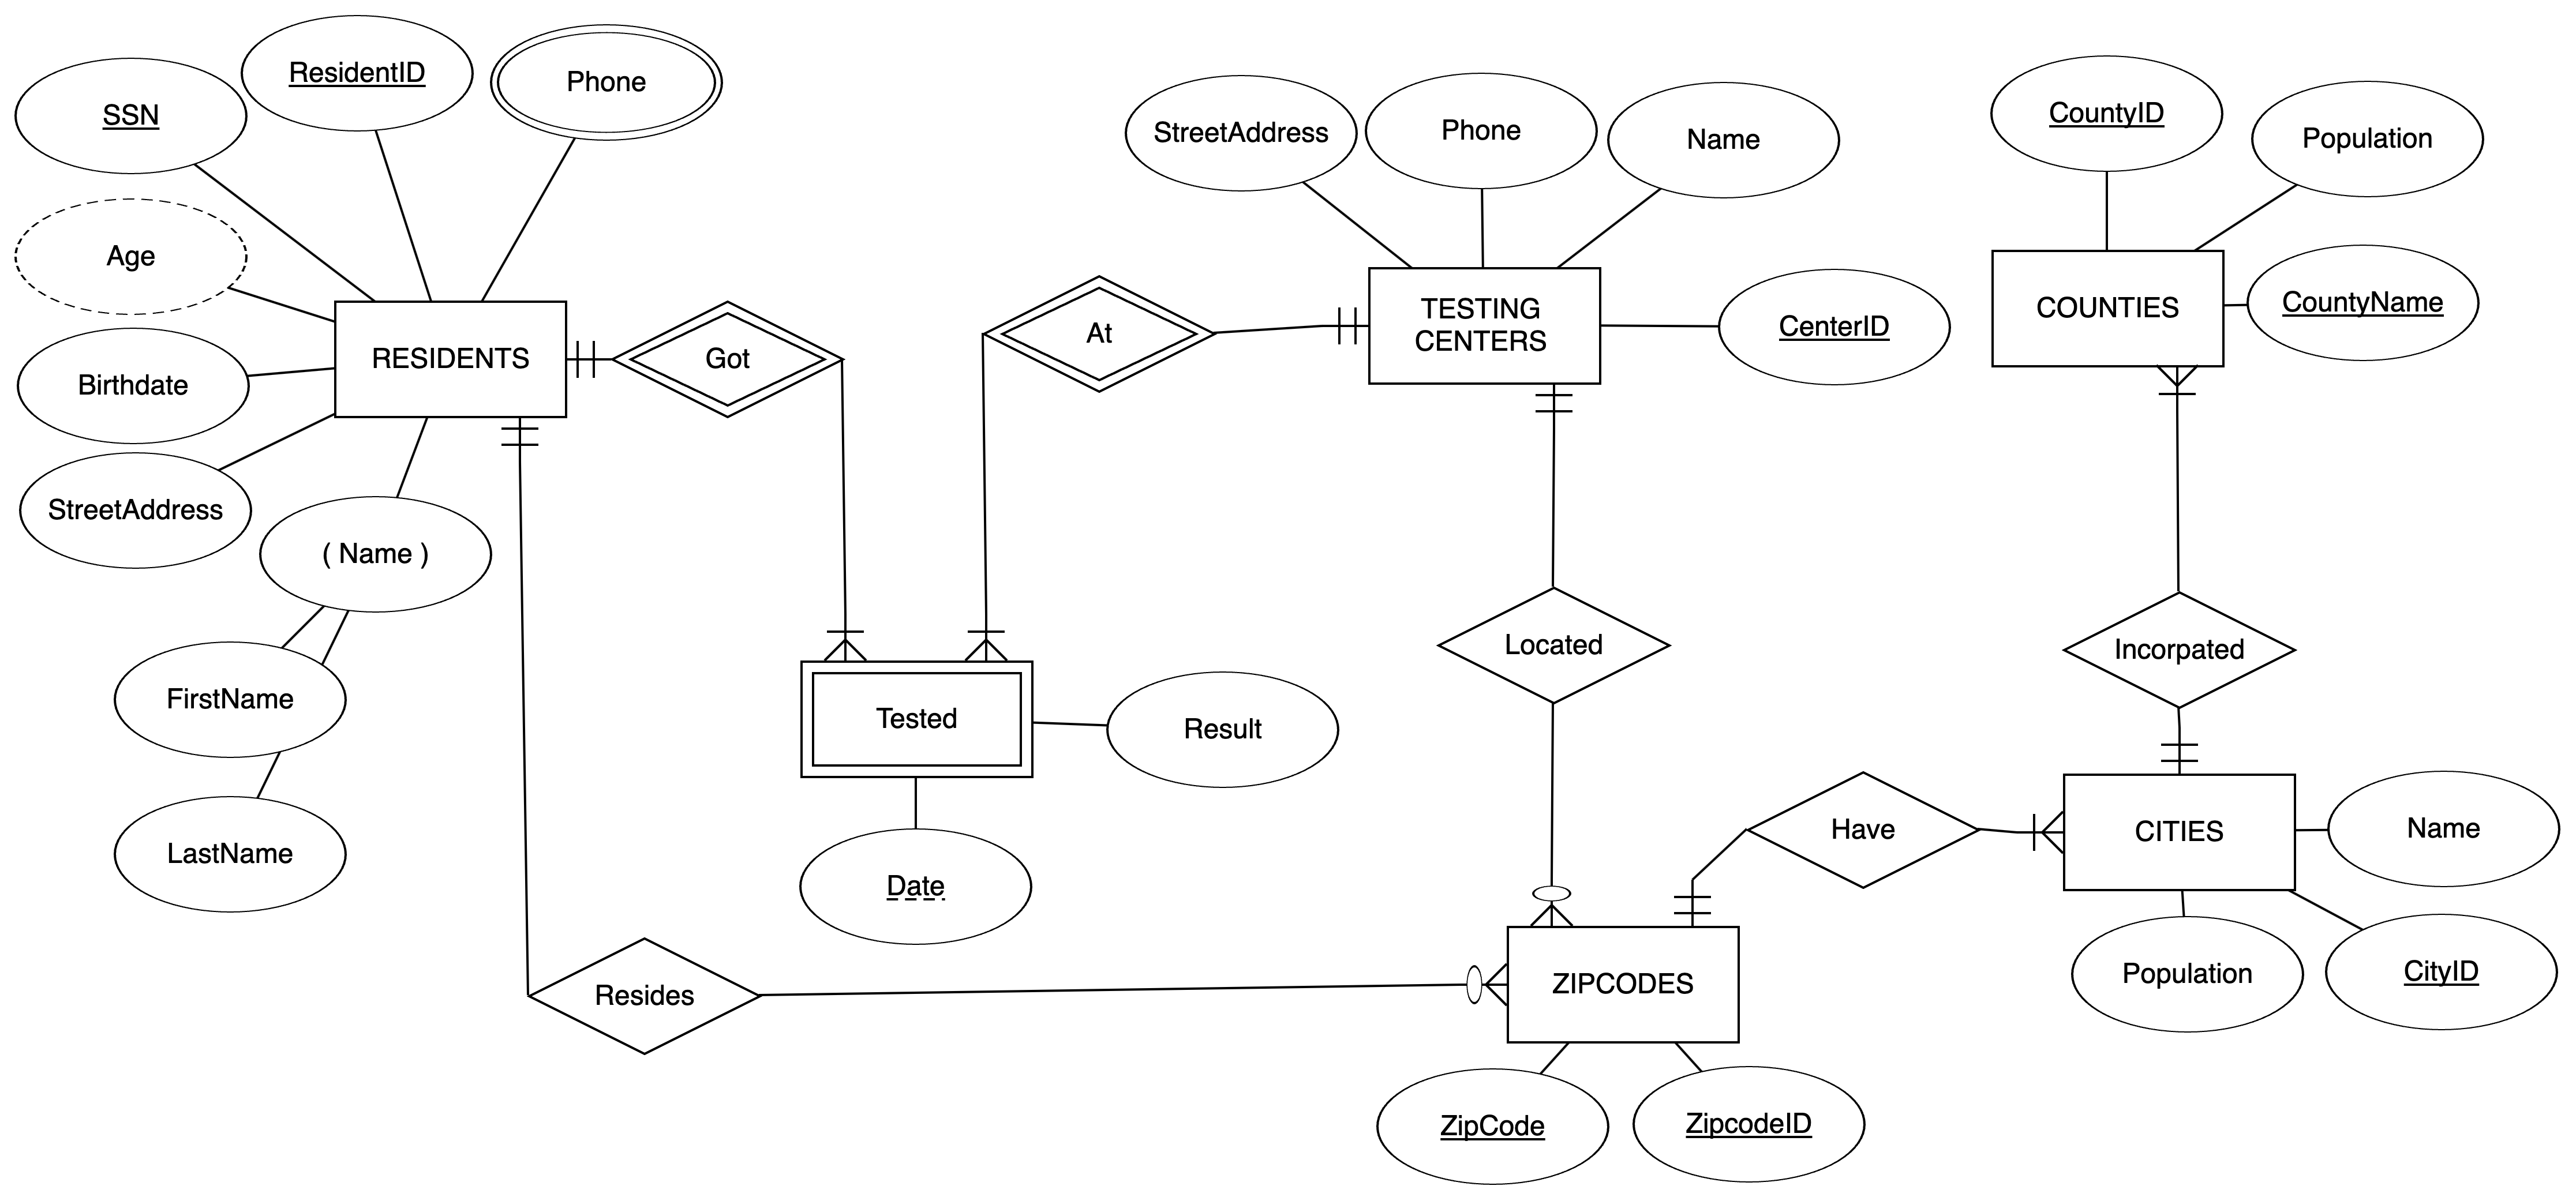 SSN
ResidentID
Phone
StreetAddress
Phone
Name
CountyID
Population
Age
RESIDENTS
Got
At
TESTING
CENTERS
CenterID
COUNTIES
CountyName
Birthdate
StreetAddress
( Name )
FirstName
LastName
Tested
Result
Date
Located
Incorpated
Resides
Have
CITIES
Name
Population
CityID
ZIPCODES
ZipCode
ZipcodeID